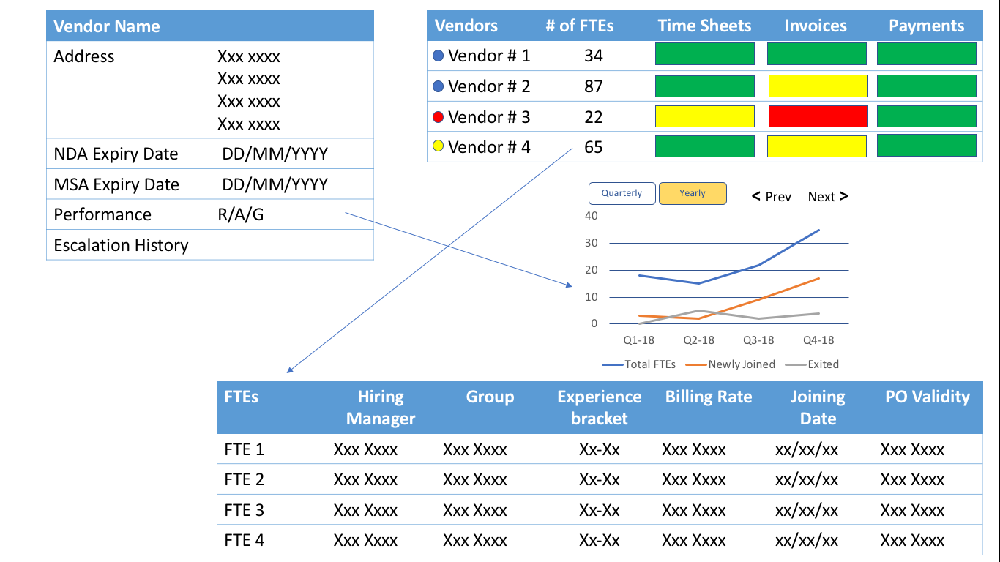 Vendor Name
Address Xxx xxxx
Xxx xxxx
Xxx xxxx
Xxx xxxx
NDA Expiry Date DD/MM/YYYY
MSA Expiry Date DD/MM/YYYY
Performance R/A/G
Escalation History
Vendors # of FTEs Time Sheets Invoices Payments
Vendor # 1 34
Vendor # 2 87
Vendor # 3 22
Vendor # 4 65
Quarterly Yearly < Prev Next >
40
30
20
10
0
Q1-18 Q2-18 Q3-18 Q4-18
Total FTEs Newly Joined Exited
FTEs Hiring Group Experience Billing Rate Joining PO Validity
Manager bracket Date
FTE 1 Xxx Xxxx Xxx Xxxx Xx-Xx Xxx Xxxx xx/xx/xx Xxx Xxxx
FTE 2 Xxx Xxxx Xxx Xxxx Xx-Xx Xxx Xxxx xx/xx/xx Xxx Xxxx
FTE 3 Xxx Xxxx Xxx Xxxx Xx-Xx Xxx Xxxx xx/xx/xx Xxx Xxxx
FTE 4 Xxx Xxxx Xxx Xxxx Xx-Xx Xxx Xxxx xx/xx/xx Xxx Xxxx